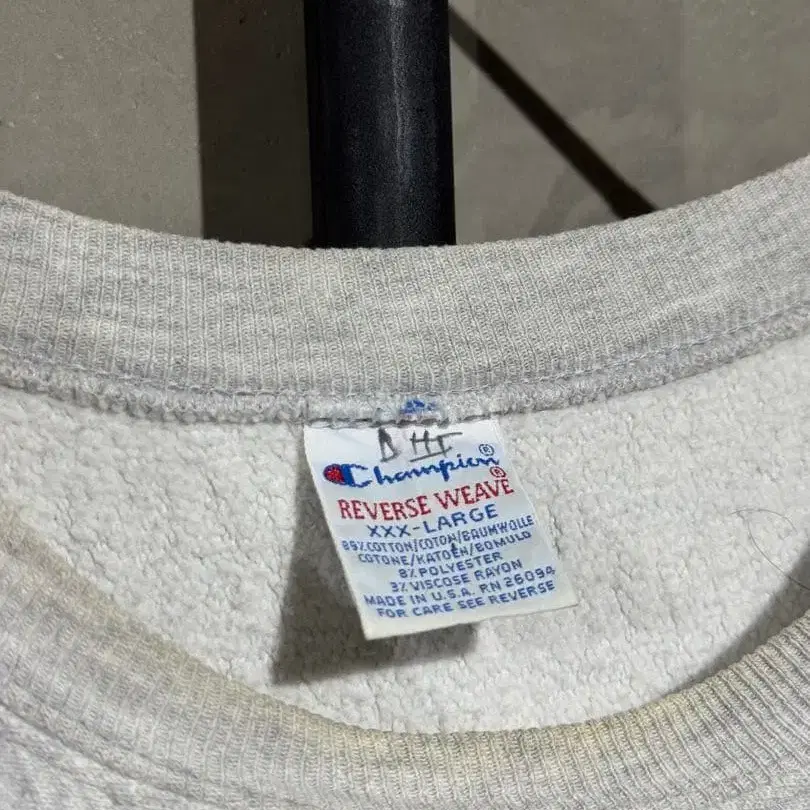 Champion®
REVERSE WEAVE®
XXX-LARGE
89% COTTON/COTON/BAUMWOLLE
COTONE/KATOEN/BOMULD
8% POLYESTER
3% VISCOSE RAYON
MADE IN U.S.A. RN 26094
FOR CARE SEE REVERSE